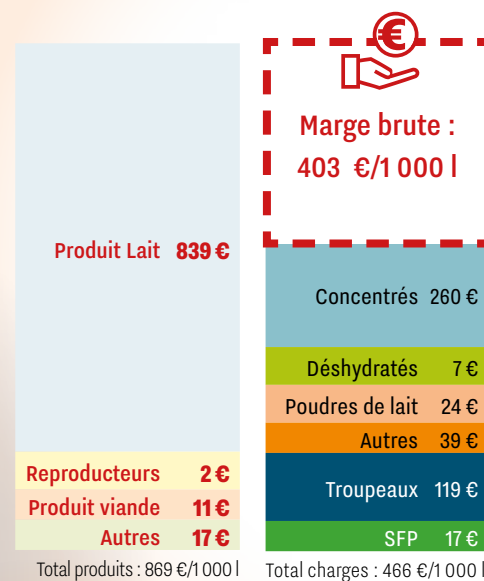 Produit Lait 839 €
Reproducteurs 2 €
Produit viande 11 €
Autres 17 €
Total produits : 869 €/1 000 l
€
Marge brute :
403 €/1 000 l
Concentrés 260 €
Déshydratés 7 €
Poudres de lait 24 €
Autres 39 €
Troupeaux 119 €
SFP 17 €
Total charges : 466 €/1 000 l